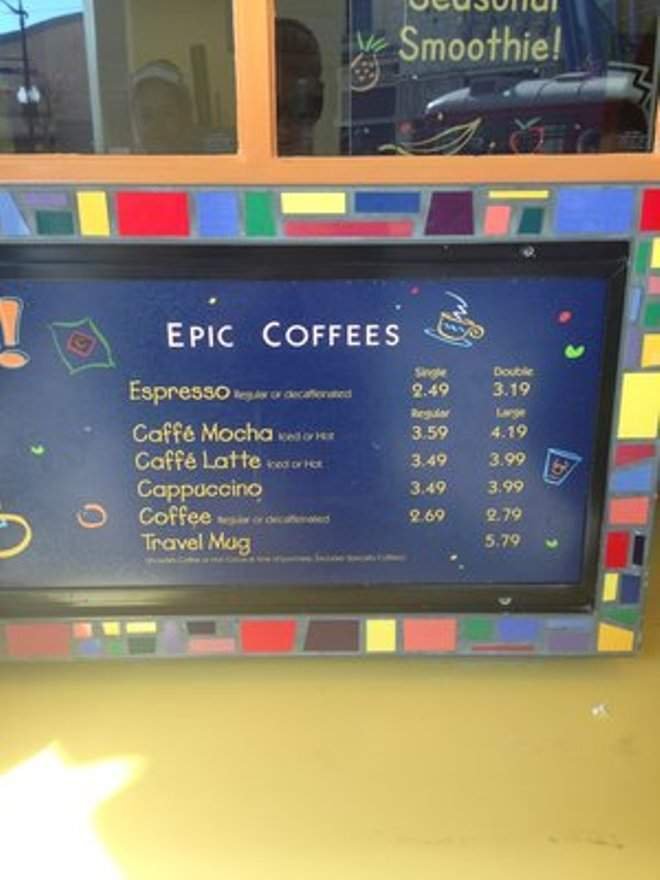 Seasonal
Smoothie!
!
EPIC COFFEES
Single Double
Espresso Regular or decaffeinated 2.49 3.19
Regular Large
Caffé Mocha Iced or Hot 3.59 4.19
Caffé Latte Iced or Hot 3.49 3.99
Cappuccino 3.49 3.99
Coffee Regular or decaffeinated 2.69 2.79
Travel Mug 5.79